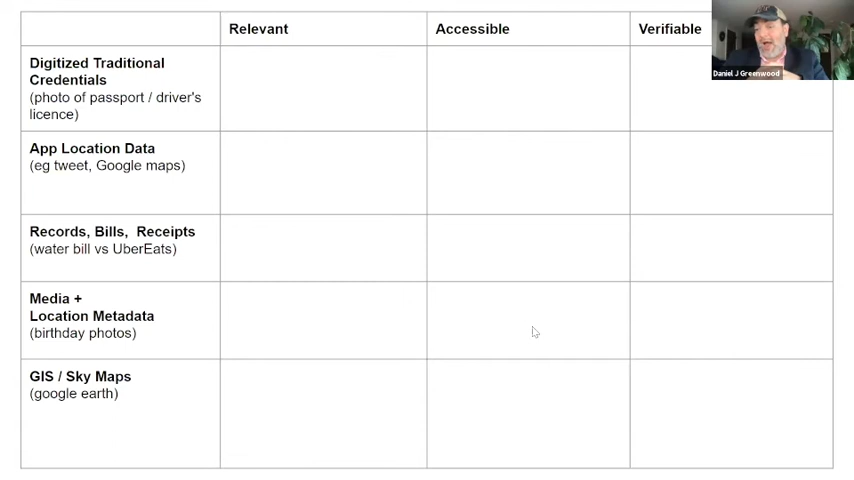 Relevant
Accessible
Verifiable
Daniel J Greenwood
Digitized Traditional
Credentials
(photo of passport / driver's
licence)
App Location Data
(eg tweet, Google maps)
Records, Bills,  Receipts
(water bill vs UberEats)
Media +
Location Metadata
(birthday photos)
GIS / Sky Maps
(google earth)